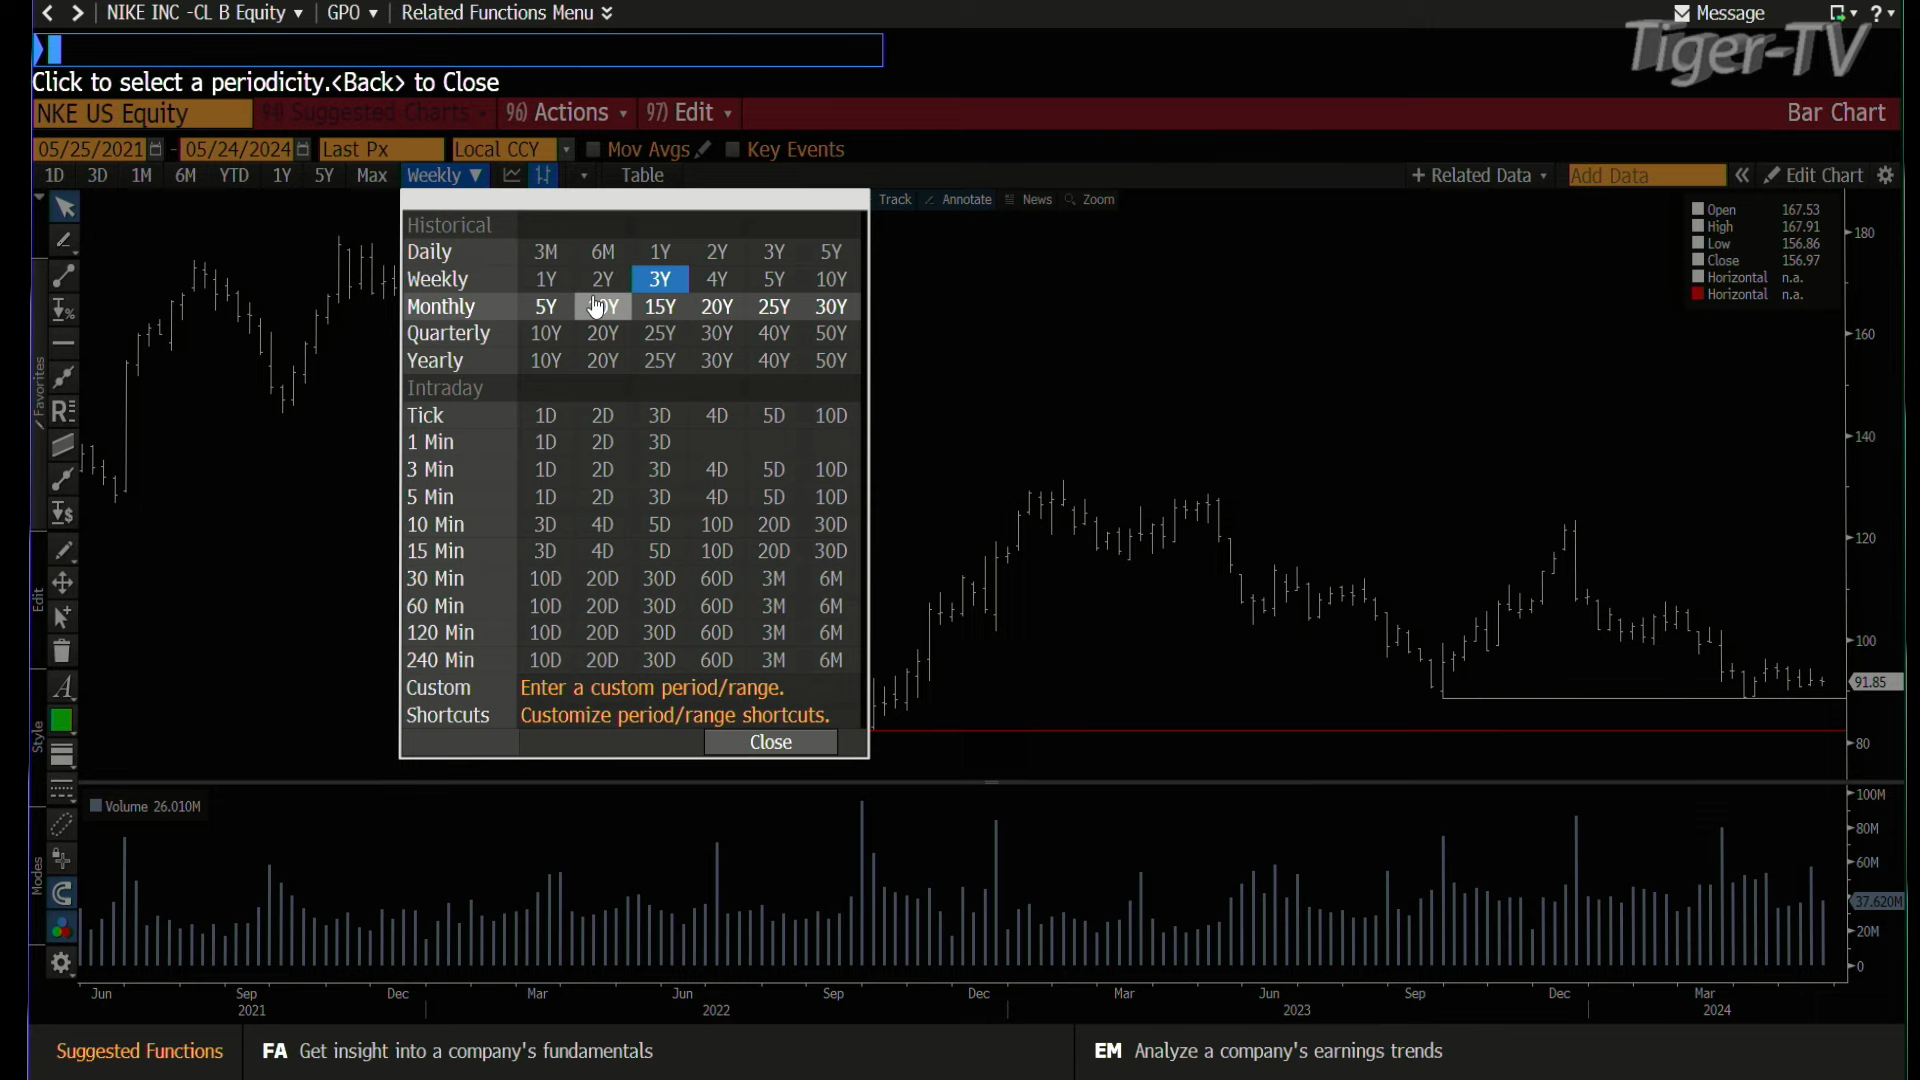 NIKE INC -CL B Equity ▾ GPO ▾ Related Functions Menu
Message ?
Tiger-TV
Click to select a periodicity.<Back> to Close
NKE US Equity Suggested Charts 96) Actions 97) Edit Bar Chart
05/25/2021 - 05/24/2024 Last Px Local CCY Mov Avgs Key Events
1D 3D 1M 6M YTD 1Y 5Y Max Weekly ▼ Table + Related Data Add Data « Edit Chart
Track Annotate News Zoom
Historical
Daily 3M 6M 1Y 2Y 3Y 5Y
Weekly 1Y 2Y 3Y 4Y 5Y 10Y
Monthly 5Y 15Y 20Y 25Y 30Y
Quarterly 10Y 20Y 25Y 30Y 40Y 50Y
Yearly 10Y 20Y 25Y 30Y 40Y 50Y
Intraday
Tick 1D 2D 3D 4D 5D 10D
1 Min 1D 2D 3D
3 Min 1D 2D 3D 4D 5D 10D
5 Min 1D 2D 3D 4D 5D 10D
10 Min 3D 4D 5D 10D 20D 30D
15 Min 3D 4D 5D 10D 20D 30D
30 Min 10D 20D 30D 60D 3M 6M
60 Min 10D 20D 30D 60D 3M 6M
120 Min 10D 20D 30D 60D 3M 6M
240 Min 10D 20D 30D 60D 3M 6M
Custom Enter a custom period/range.
Shortcuts Customize period/range shortcuts.
Close
Open 167.53
High 167.91
Low 156.86
Close 156.97
Horizontal n.a.
Horizontal n.a.
180
160
140
120
100
91.85
80
Favorites
Edit
Style
Modes
Volume 26.010M
100M
80M
60M
37.620M
20M
0
Jun Sep Dec Mar Jun Sep Dec Mar Jun Sep Dec Mar
2021 2022 2023 2024
Suggested Functions FA Get insight into a company's fundamentals EM Analyze a company's earnings trends